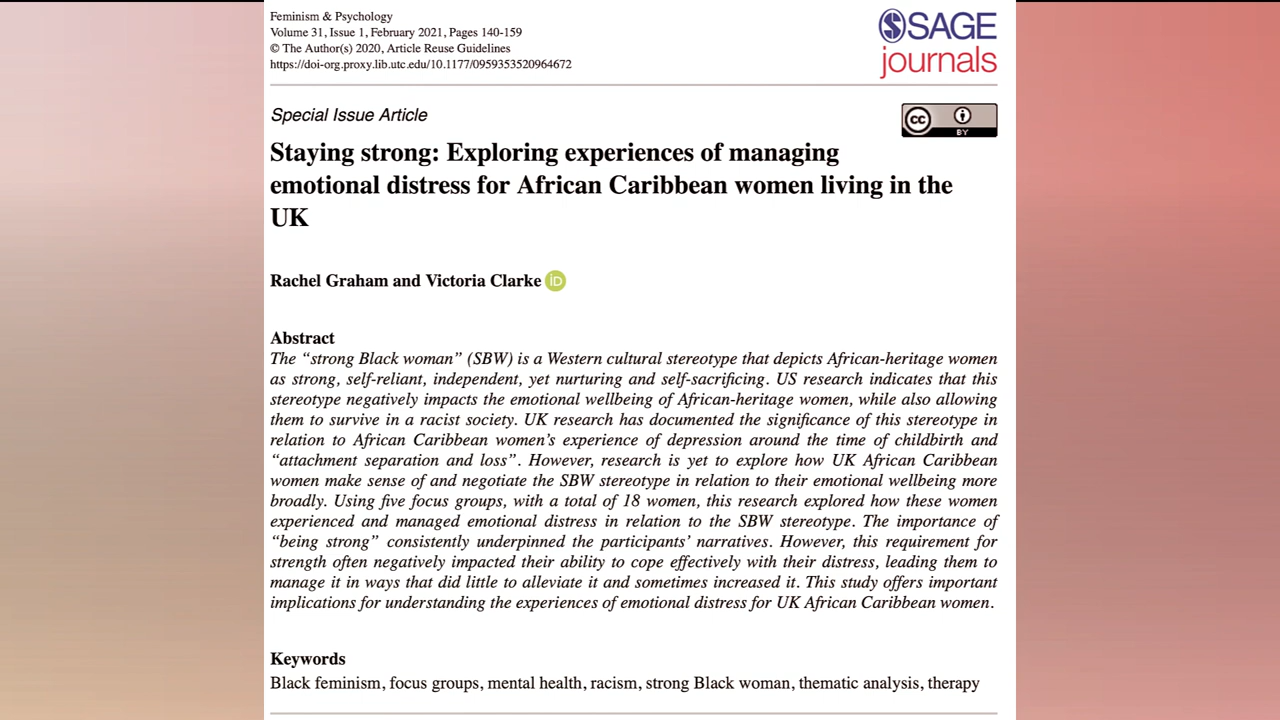 Feminism & Psychology
Volume 31, Issue 1, February 2021, Pages 140-159
© The Author(s) 2020, Article Reuse Guidelines
https://doi-org.proxy.lib.utc.edu/10.1177/0959353520964672
SAGE
journals
Special Issue Article
cc
BY
Staying strong: Exploring experiences of managing
emotional distress for African Caribbean women living in the
UK
Rachel Graham and Victoria Clarke iD
Abstract
The “strong Black woman” (SBW) is a Western cultural stereotype that depicts African-heritage women
as strong, self-reliant, independent, yet nurturing and self-sacrificing. US research indicates that this
stereotype negatively impacts the emotional wellbeing of African-heritage women, while also allowing
them to survive in a racist society. UK research has documented the significance of this stereotype in
relation to African Caribbean women’s experience of depression around the time of childbirth and
“attachment separation and loss”. However, research is yet to explore how UK African Caribbean
women make sense of and negotiate the SBW stereotype in relation to their emotional wellbeing more
broadly. Using five focus groups, with a total of 18 women, this research explored how these women
experienced and managed emotional distress in relation to the SBW stereotype. The importance of
“being strong” consistently underpinned the participants’ narratives. However, this requirement for
strength often negatively impacted their ability to cope effectively with their distress, leading them to
manage it in ways that did little to alleviate it and sometimes increased it. This study offers important
implications for understanding the experiences of emotional distress for UK African Caribbean women.
Keywords
Black feminism, focus groups, mental health, racism, strong Black woman, thematic analysis, therapy